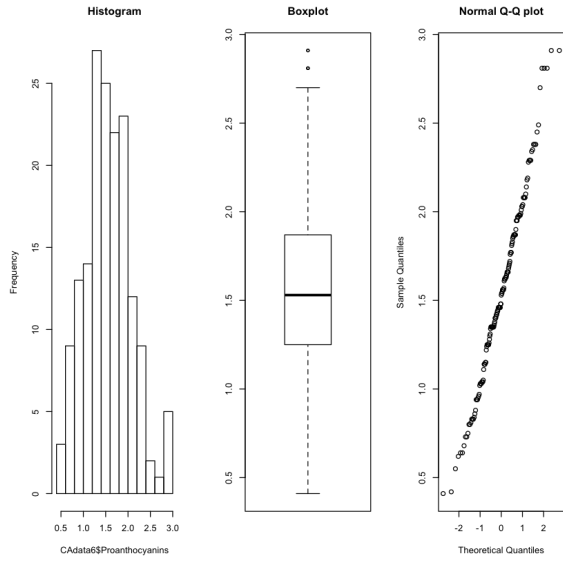 Histogram
Frequency
0 5 10 15 20 25
0.5 1.0 1.5 2.0 2.5 3.0
CAdata6$Proanthocyanins
Boxplot
0.5 1.0 1.5 2.0 2.5 3.0
Normal Q-Q plot
Sample Quantiles
0.5 1.0 1.5 2.0 2.5 3.0
-2 -1 0 1 2
Theoretical Quantiles